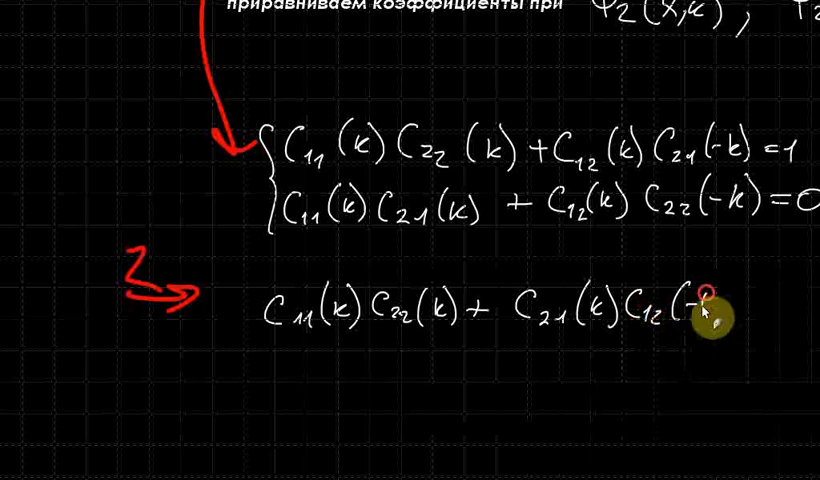 приравниваем коэффициенты при
φ₂(x,k),
C₁₁(k) C₂₂(k) + C₁₂(k) C₂₁(-k) = 1
C₁₁(k) C₂₁(k) + C₁₂(k) C₂₂(-k) = 0
2
C₁₁(k) C₂₂(k) + C₂₁(k) C₁₂(-